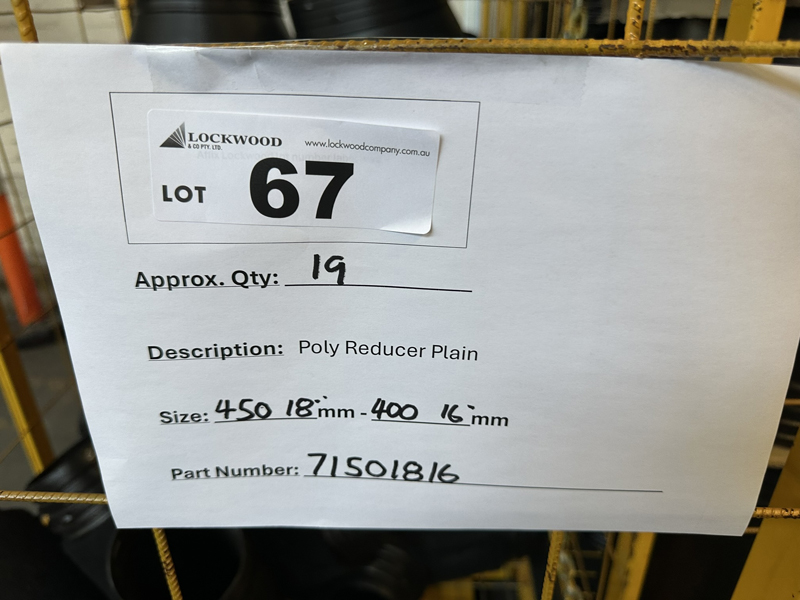 LOCKWOOD
& CO PTY. LTD.
www.lockwoodcompany.com.au
LOT 67
Approx. Qty: 19
Description: Poly Reducer Plain
Size: 450 18"mm - 400 16"mm
Part Number: 71501816